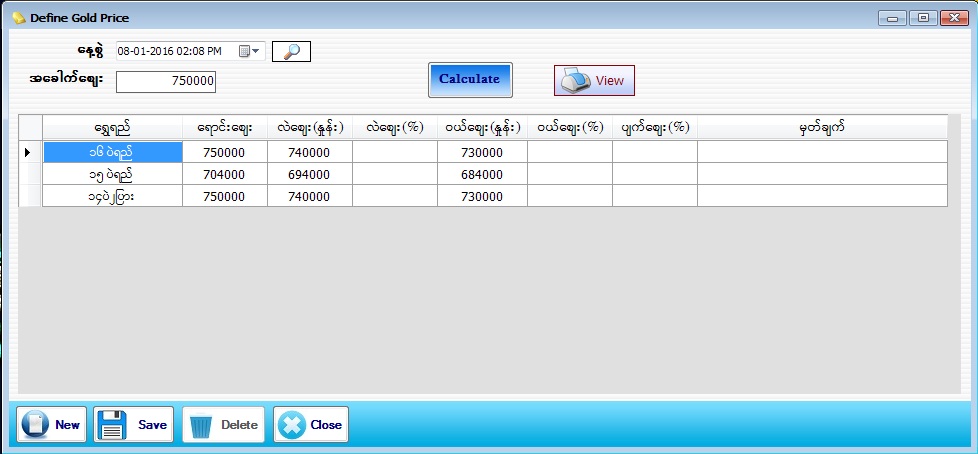 Define Gold Price
နေ့စွဲ 08-01-2016 02:08 PM
အခေါက်ဈေး 750000
Calculate View
ရွှေရည် ရောင်းဈေး လဲဈေး(နှုန်း) လဲဈေး(%) ဝယ်ဈေး(နှုန်း) ဝယ်ဈေး(%) ပျက်ဈေး(%) မှတ်ချက်
၁၆ ပဲရည် 750000 740000 730000
၁၅ ပဲရည် 704000 694000 684000
၁၄ပဲ၂ပြား 750000 740000 730000
New Save Delete Close